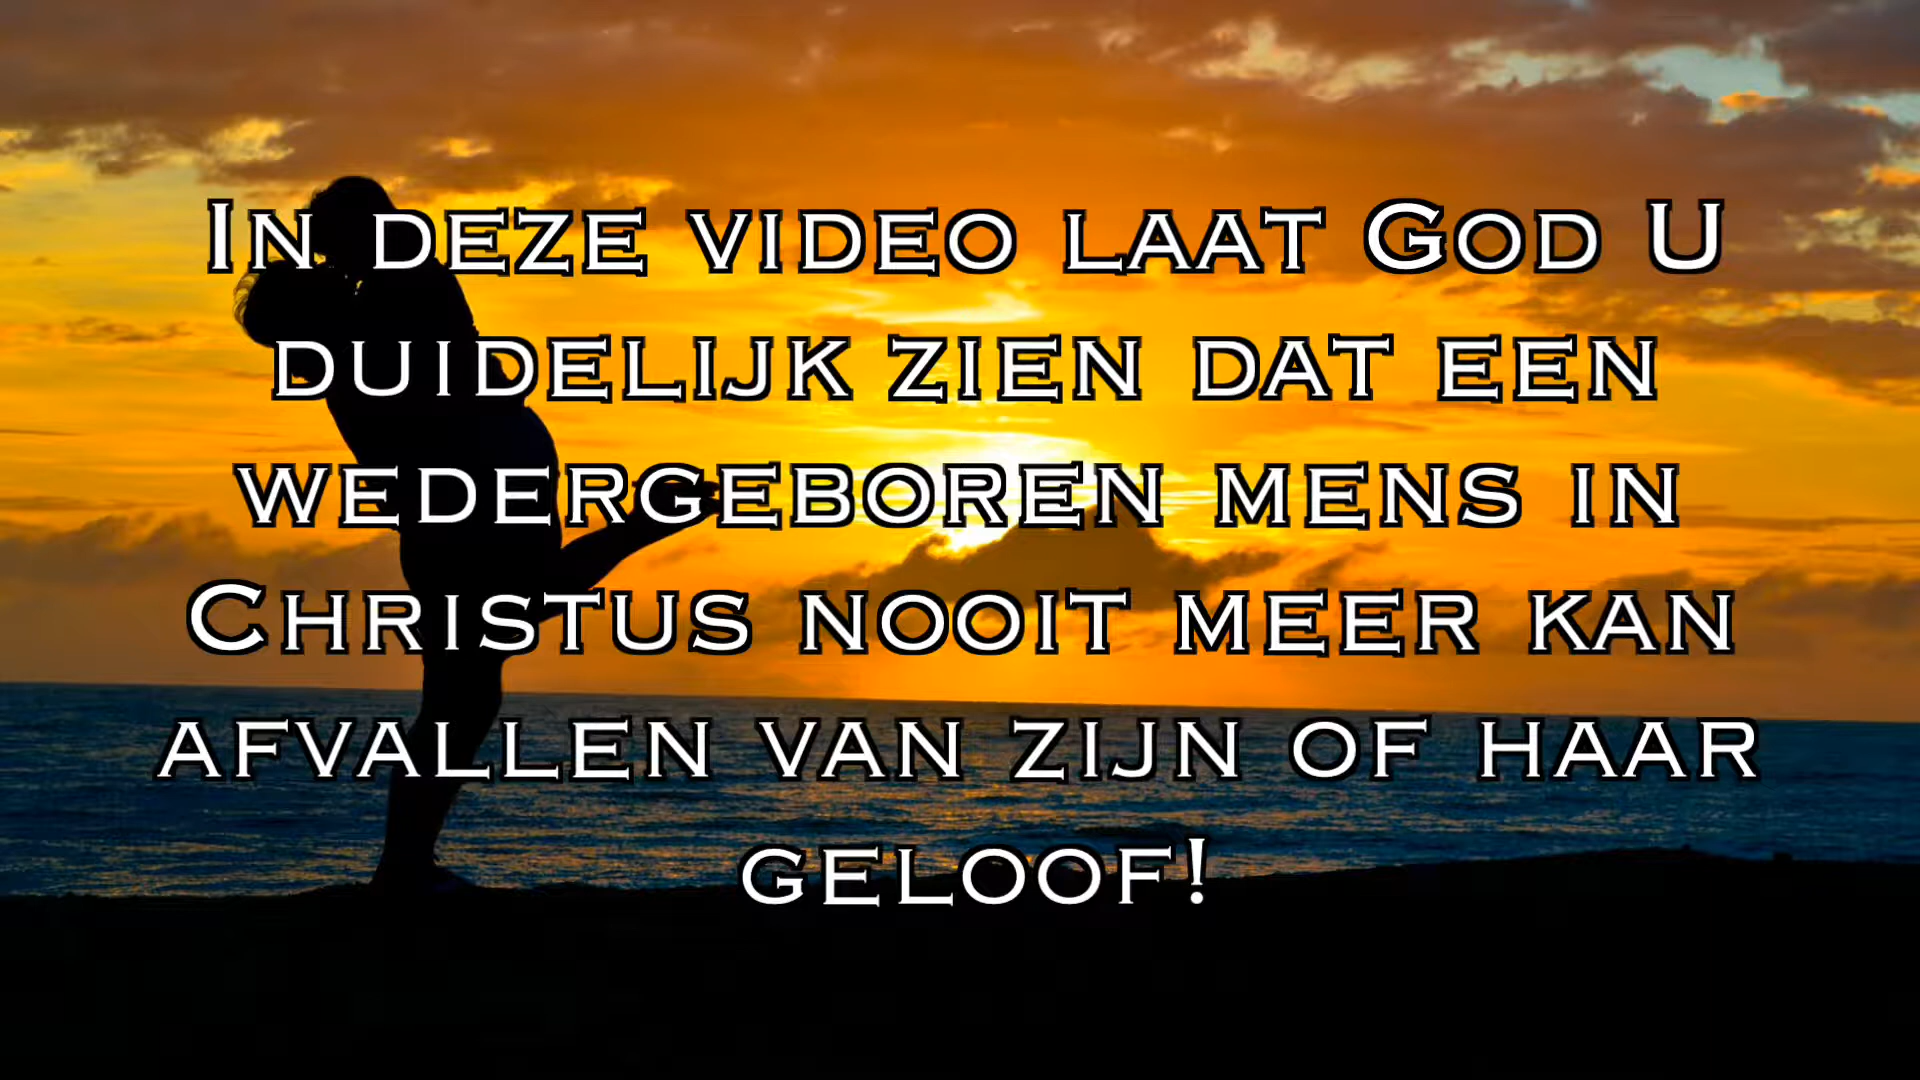 In deze video laat God U
duidelijk zien dat een
wedergeboren mens in
Christus nooit meer kan
afvallen van zijn of haar
geloof!